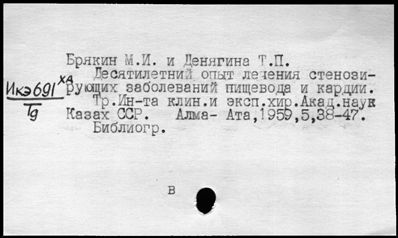 Брякин М.И. и Денягина Т.П.
Десятилетний опыт лечения стенози-
рующих заболеваний пищевода и кардии.
Тр.Ин-та клин.и эксп.хир.Акад.наук
Казах ССР. Алма- Ата,1959,5,38-47.
Библиогр.
Икэ691 ХА
Тд
в